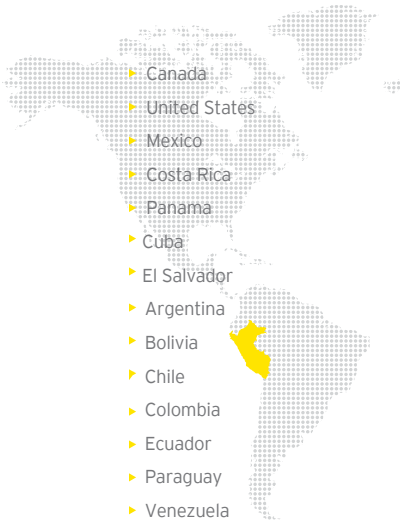 Canada
United States
Mexico
Costa Rica
Panama
Cuba
El Salvador
Argentina
Bolivia
Chile
Colombia
Ecuador
Paraguay
Venezuela